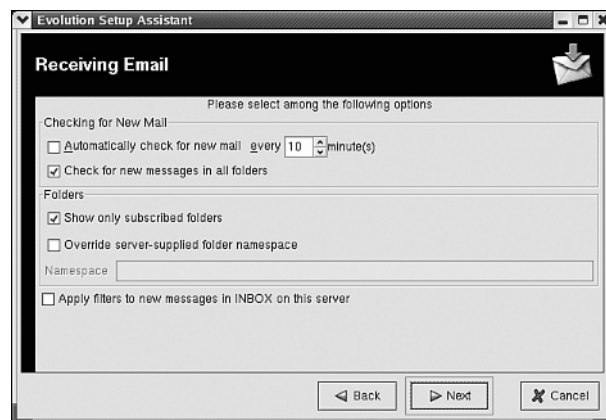 Evolution Setup Assistant
Receiving Email
Please select among the following options
Checking for New Mail
Automatically check for new mail every 10 minute(s)
Check for new messages in all folders
Folders
Show only subscribed folders
Override server-supplied folder namespace
Namespace
Apply filters to new messages in INBOX on this server
Back Next Cancel